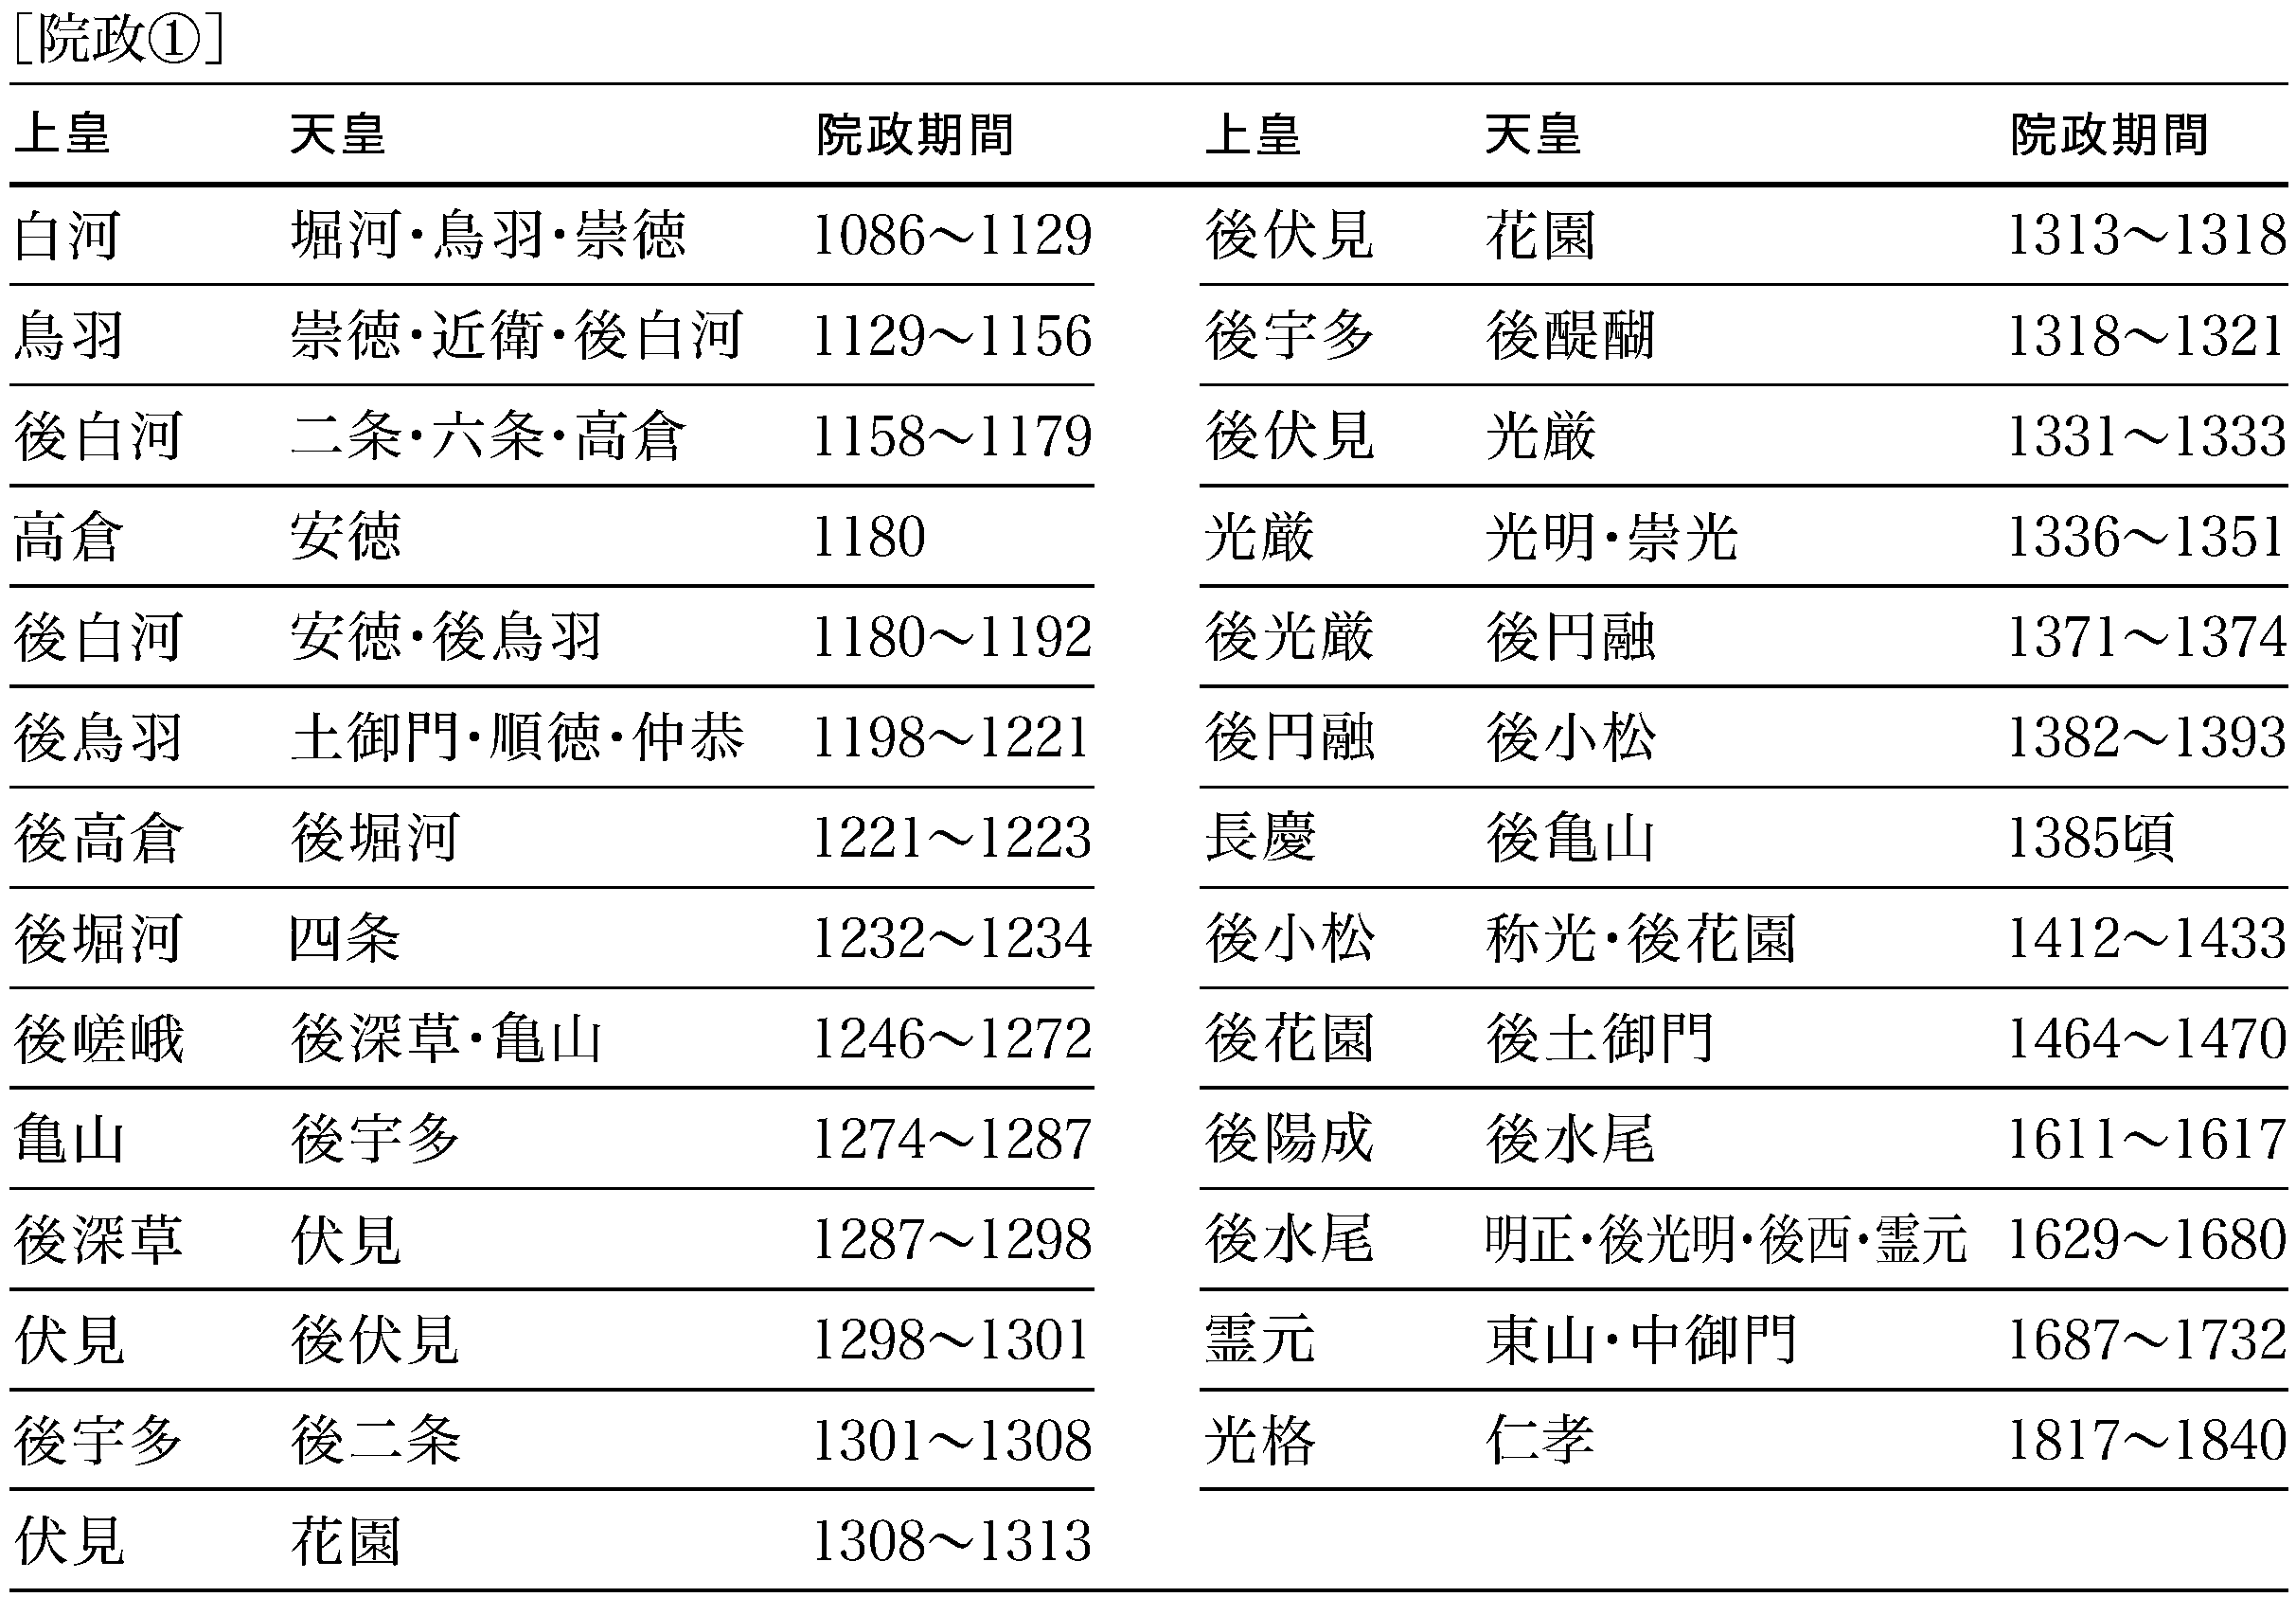 [院政①]
上皇 天皇 院政期間 上皇 天皇 院政期間
白河 堀河・鳥羽・崇徳 1086〜1129 後伏見 花園 1313〜1318
鳥羽 崇徳・近衛・後白河 1129〜1156 後宇多 後醍醐 1318〜1321
後白河 二条・六条・高倉 1158〜1179 後伏見 光厳 1331〜1333
高倉 安徳 1180 光厳 光明・崇光 1336〜1351
後白河 安徳・後鳥羽 1180〜1192 後光厳 後円融 1371〜1374
後鳥羽 土御門・順徳・仲恭 1198〜1221 後円融 後小松 1382〜1393
後高倉 後堀河 1221〜1223 長慶 後亀山 1385頃
後堀河 四条 1232〜1234 後小松 称光・後花園 1412〜1433
後嵯峨 後深草・亀山 1246〜1272 後花園 後土御門 1464〜1470
亀山 後宇多 1274〜1287 後陽成 後水尾 1611〜1617
後深草 伏見 1287〜1298 後水尾 明正・後光明・後西・霊元 1629〜1680
伏見 後伏見 1298〜1301 霊元 東山・中御門 1687〜1732
後宇多 後二条 1301〜1308 光格 仁孝 1817〜1840
伏見 花園 1308〜1313